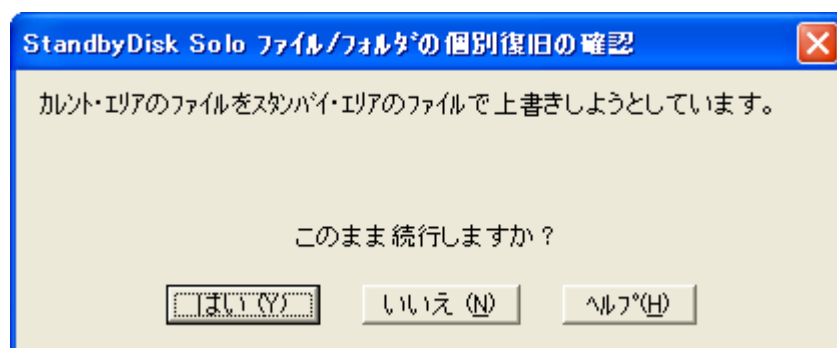 StandbyDisk Solo ﾌｧｲﾙ/ﾌｫﾙﾀﾞの個別復旧の確認
ｶﾚﾝﾄ・ｴﾘｱのﾌｧｲﾙをｽﾀﾝﾊﾞｲ・ｴﾘｱのﾌｧｲﾙで上書きしようとしています。
このまま続行しますか？
はい(Y)
いいえ (N)
ﾍﾙﾌﾟ(H)